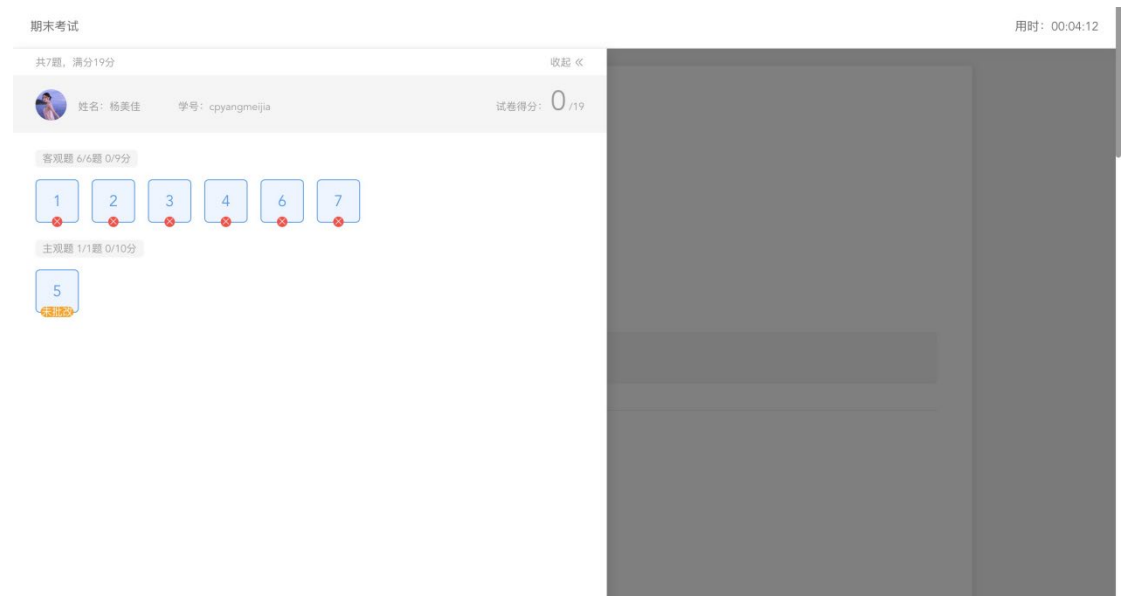 期末考试 用时：00:04:12
共7题，满分19分 收起 «
姓名：杨美佳 学号：cpyangmeijia 试卷得分：0/19
客观题 6/6题 0/9分
1 2 3 4 6 7
主观题 1/1题 0/10分
5
未批改